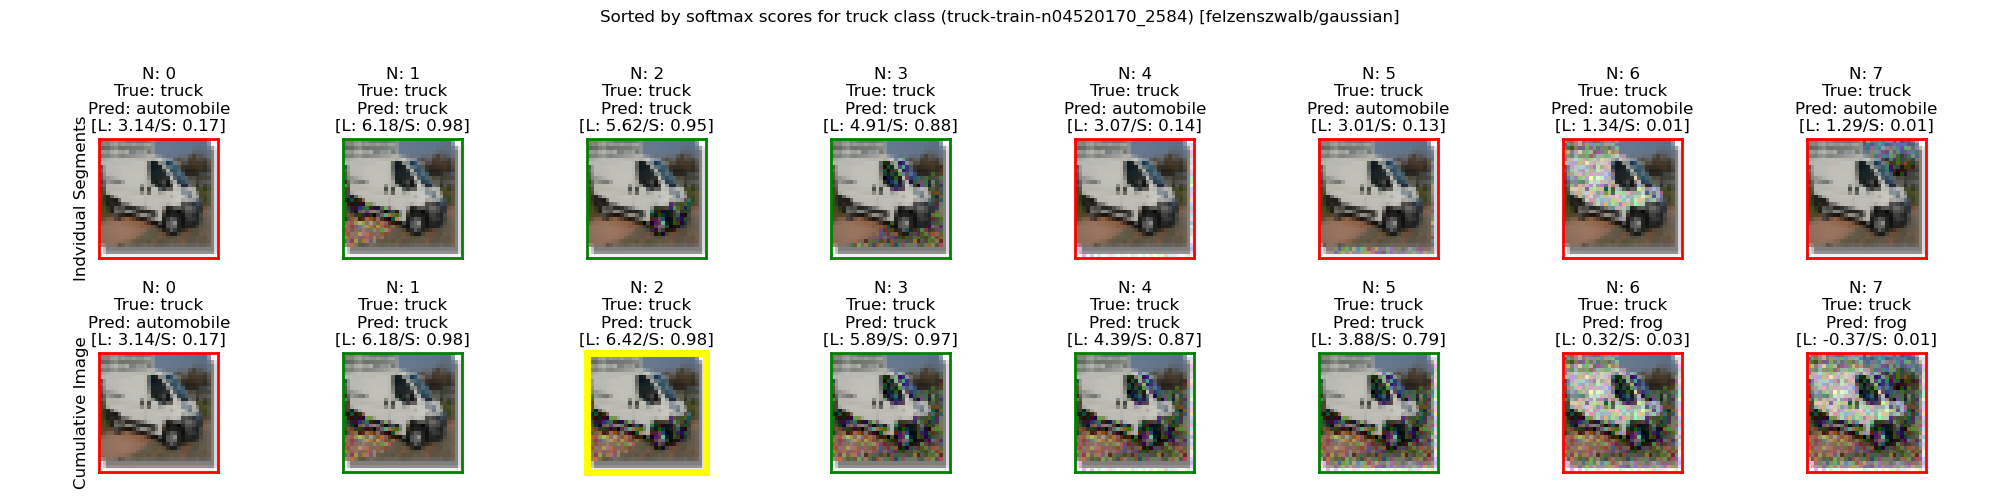 Sorted by softmax scores for truck class (truck-train-n04520170_2584) [felzenszwalb/gaussian]
Indvidual Segments
N: 0
True: truck
Pred: automobile
[L: 3.14/S: 0.17]
N: 1
True: truck
Pred: truck
[L: 6.18/S: 0.98]
N: 2
True: truck
Pred: truck
[L: 5.62/S: 0.95]
N: 3
True: truck
Pred: truck
[L: 4.91/S: 0.88]
N: 4
True: truck
Pred: automobile
[L: 3.07/S: 0.14]
N: 5
True: truck
Pred: automobile
[L: 3.01/S: 0.13]
N: 6
True: truck
Pred: automobile
[L: 1.34/S: 0.01]
N: 7
True: truck
Pred: automobile
[L: 1.29/S: 0.01]
Cumulative Image
N: 0
True: truck
Pred: automobile
[L: 3.14/S: 0.17]
N: 1
True: truck
Pred: truck
[L: 6.18/S: 0.98]
N: 2
True: truck
Pred: truck
[L: 6.42/S: 0.98]
N: 3
True: truck
Pred: truck
[L: 5.89/S: 0.97]
N: 4
True: truck
Pred: truck
[L: 4.39/S: 0.87]
N: 5
True: truck
Pred: truck
[L: 3.88/S: 0.79]
N: 6
True: truck
Pred: frog
[L: 0.32/S: 0.03]
N: 7
True: truck
Pred: frog
[L: -0.37/S: 0.01]